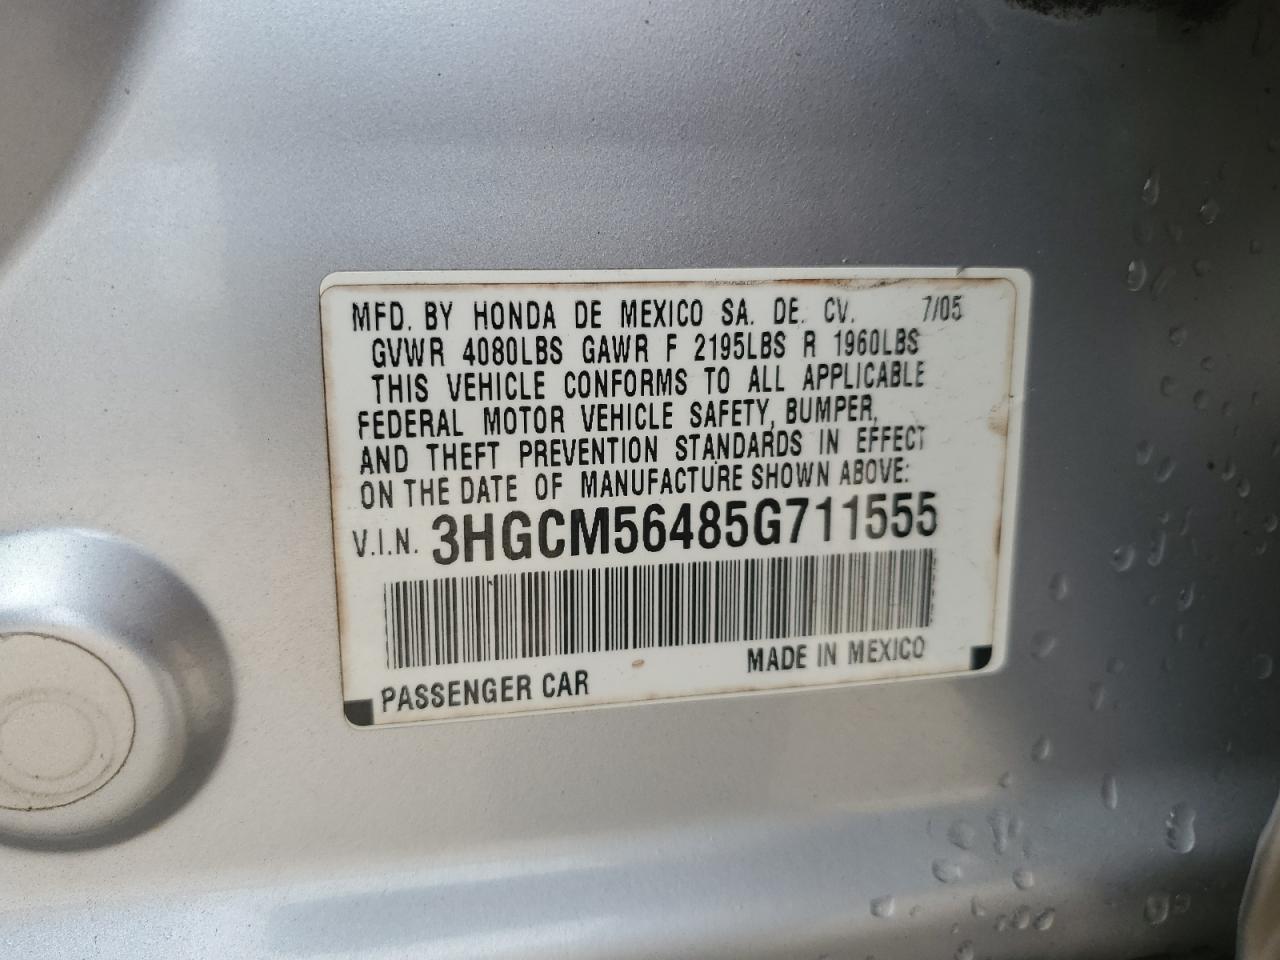 MFD. BY HONDA DE MEXICO SA. DE. CV. 7/05
GVWR 4080LBS GAWR F 2195LBS R 1960LBS
THIS VEHICLE CONFORMS TO ALL APPLICABLE
FEDERAL MOTOR VEHICLE SAFETY, BUMPER,
AND THEFT PREVENTION STANDARDS IN EFFECT
ON THE DATE OF MANUFACTURE SHOWN ABOVE:
V.I.N. 3HGCM56485G711555
MADE IN MEXICO
PASSENGER CAR